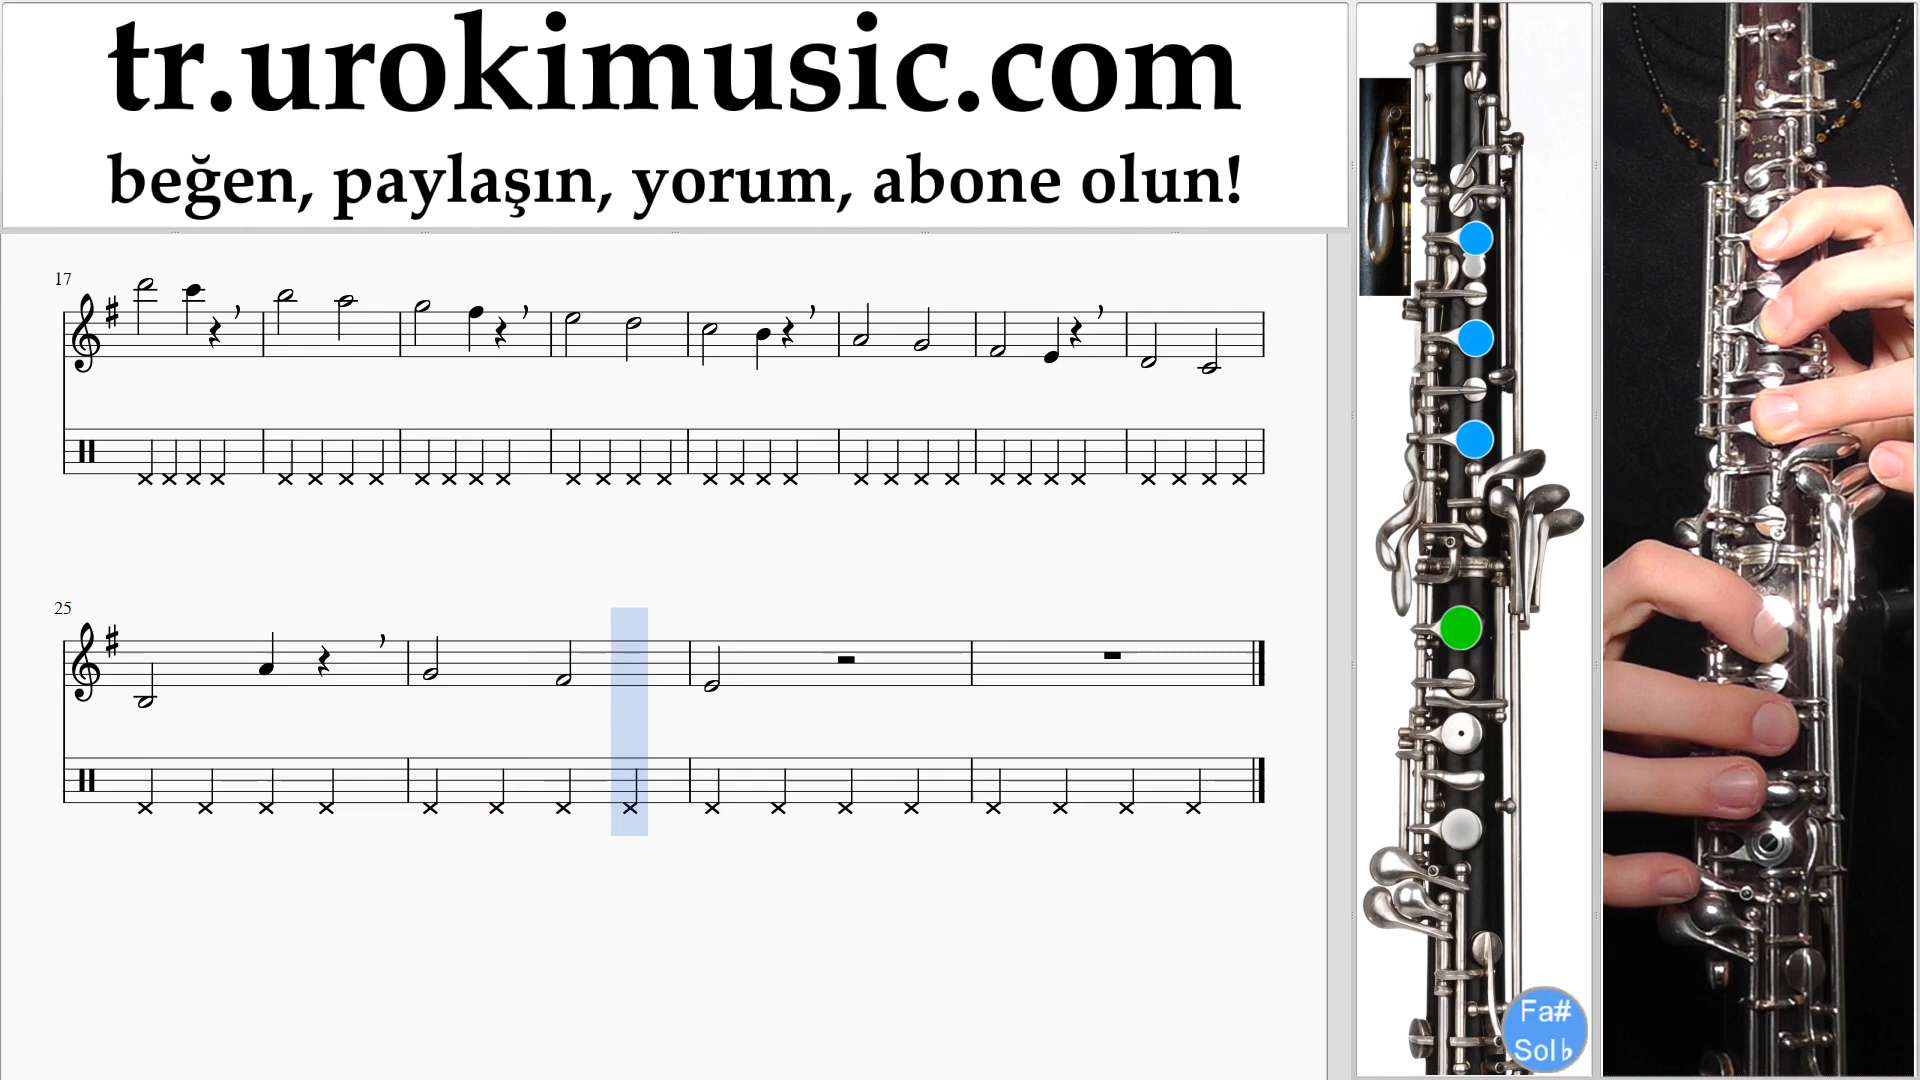 tr.urokimusic.com
beğen, paylaşın, yorum, abone olun!
17
25
Fa#
Sol♭